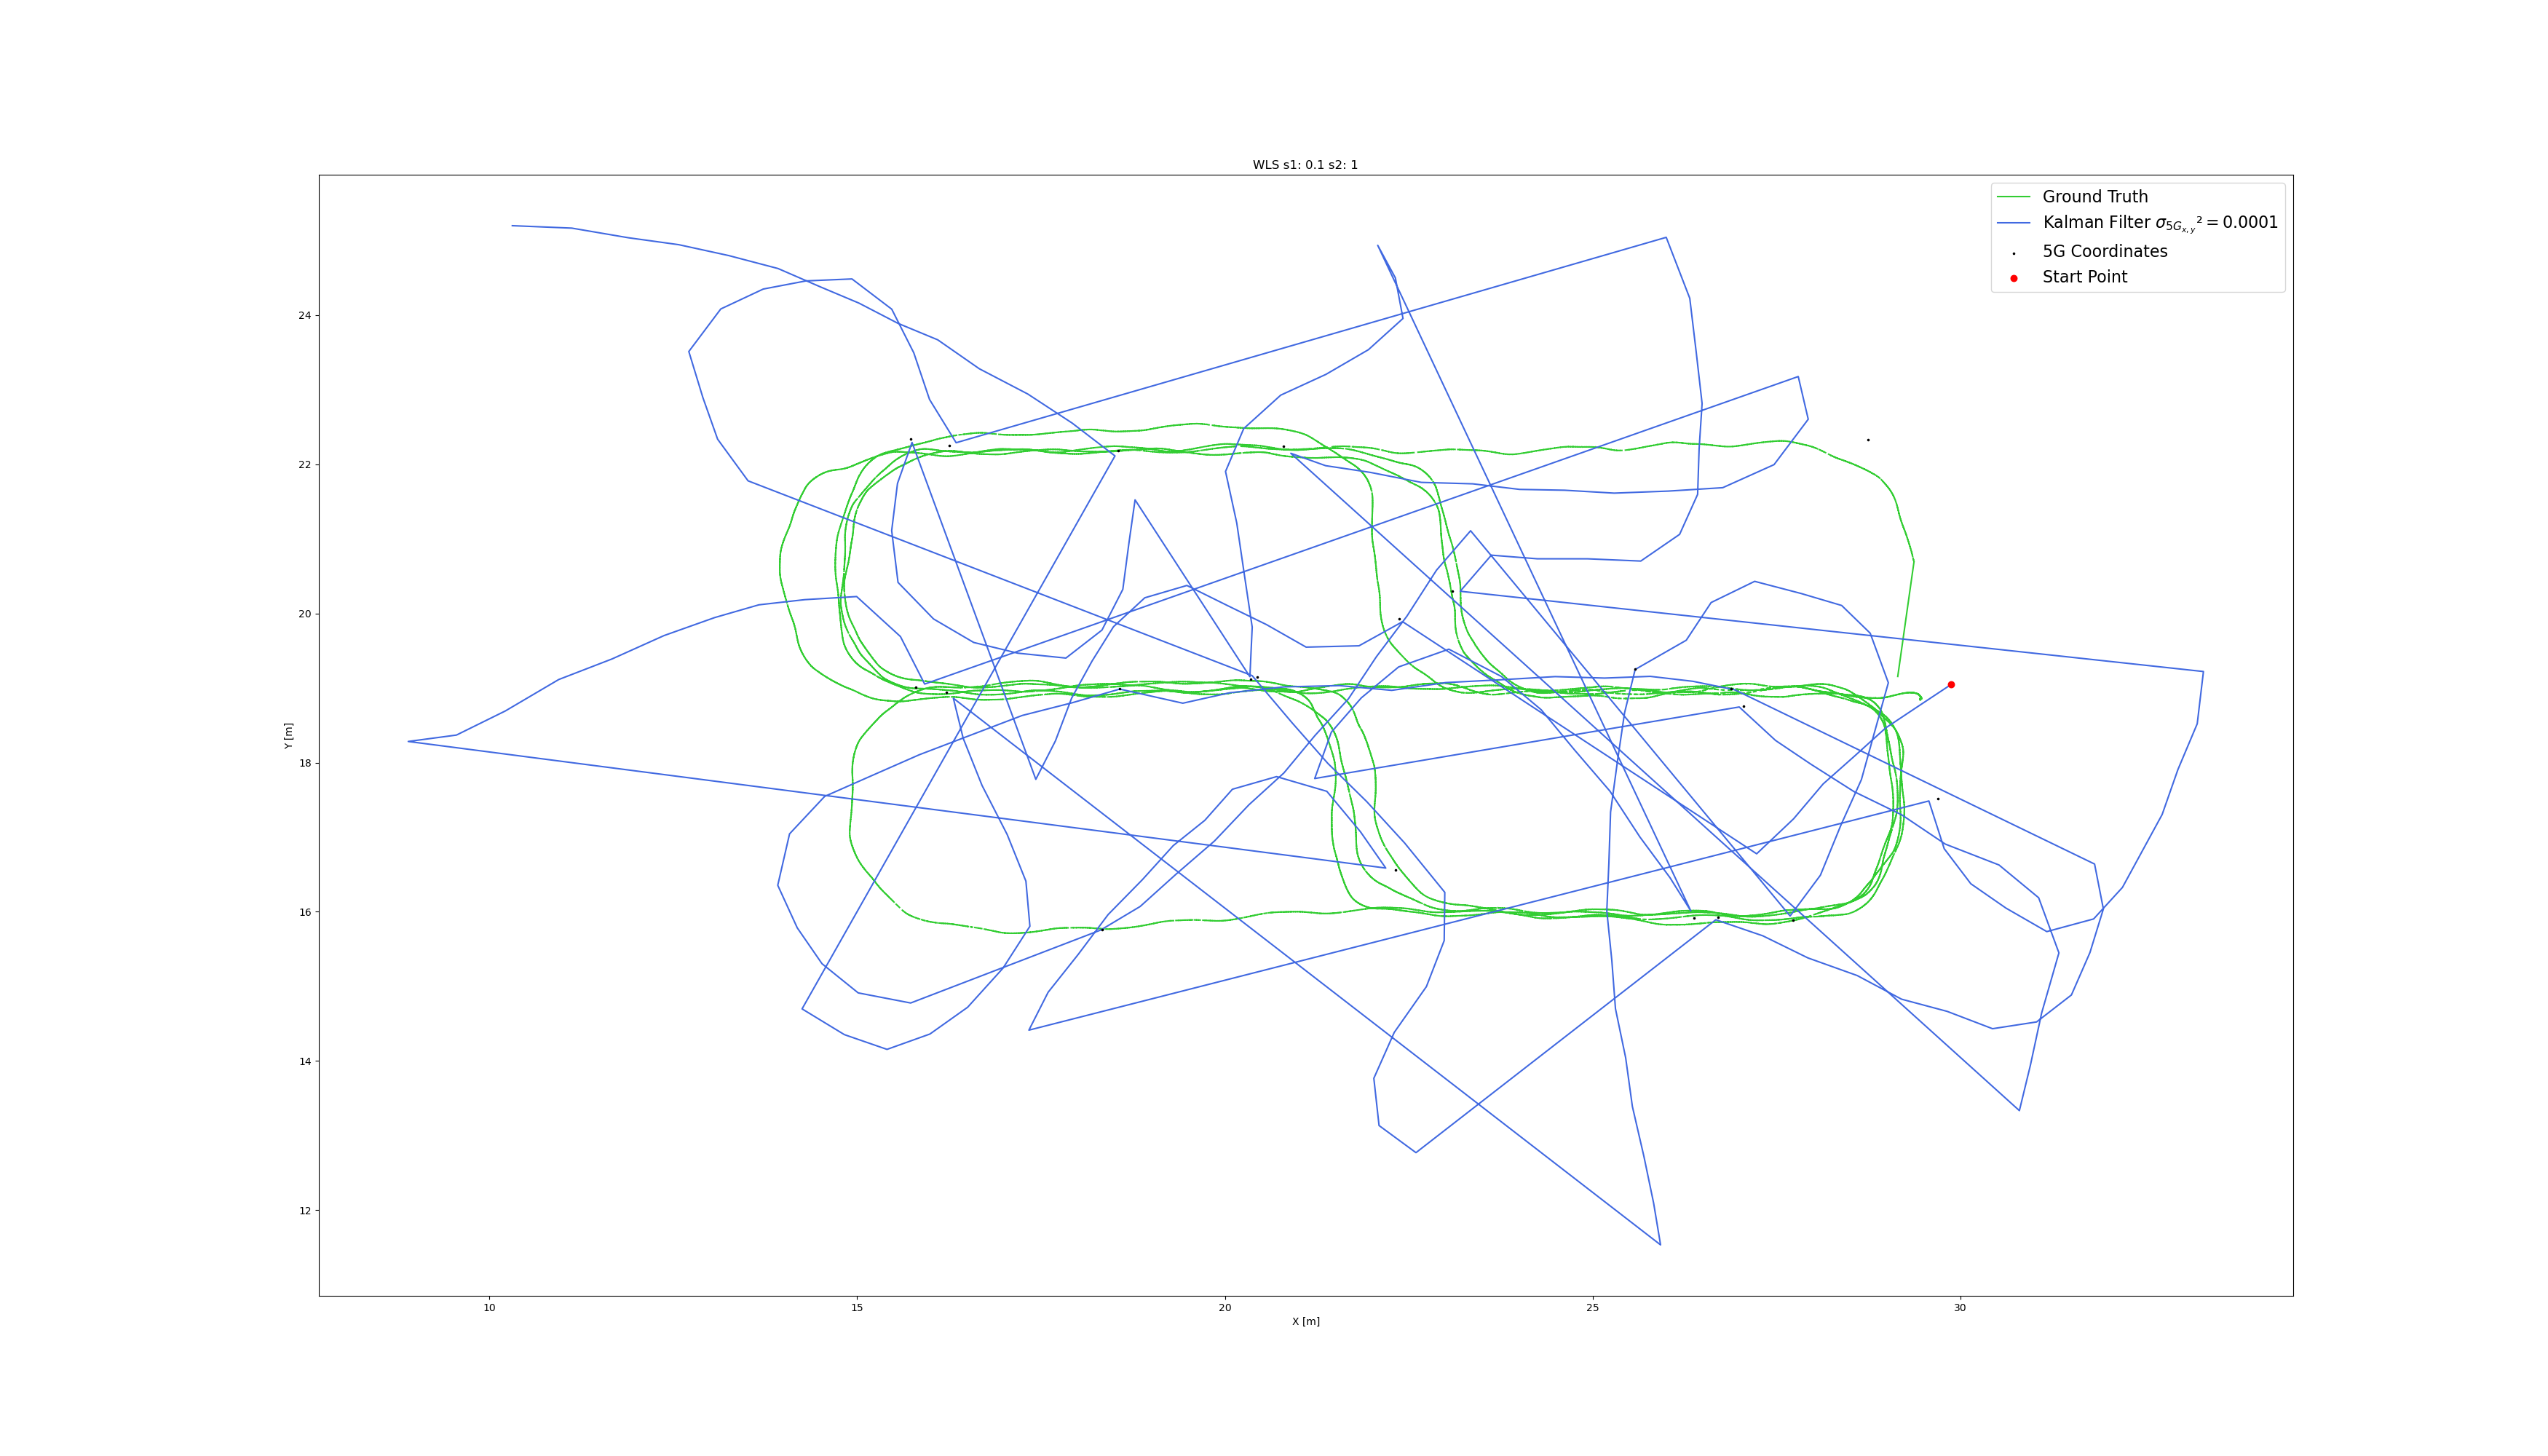 WLS s1: 0.1 s2: 1
Ground Truth
Kalman Filter σ5Gx,y² = 0.0001
5G Coordinates
Start Point
24
22
20
18
16
14
12
Y [m]
10 15 20 25 30
X [m]